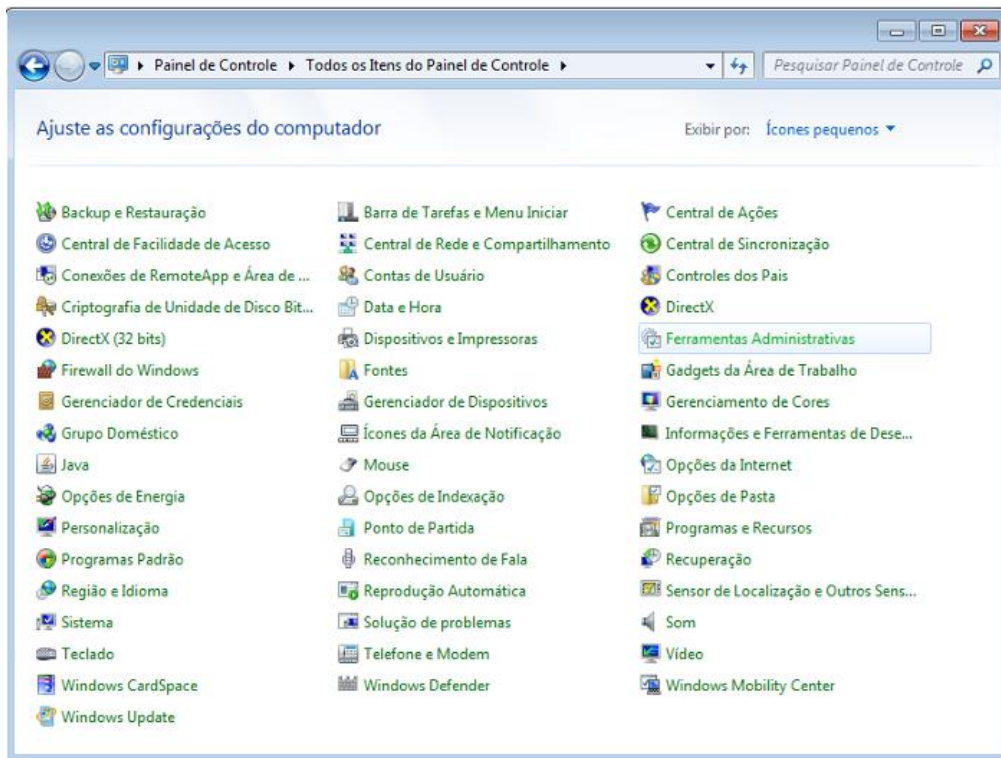 Painel de Controle Todos os Itens do Painel de Controle Pesquisar Painel de Controle
Ajuste as configurações do computador Exibir por: Ícones pequenos
Backup e Restauração Barra de Tarefas e Menu Iniciar Central de Ações
Central de Facilidade de Acesso Central de Rede e Compartilhamento Central de Sincronização
Conexões de RemoteApp e Área de ... Contas de Usuário Controles dos Pais
Criptografia de Unidade de Disco Bit... Data e Hora DirectX
DirectX (32 bits) Dispositivos e Impressoras Ferramentas Administrativas
Firewall do Windows Fontes Gadgets da Área de Trabalho
Gerenciador de Credenciais Gerenciador de Dispositivos Gerenciamento de Cores
Grupo Doméstico Ícones da Área de Notificação Informações e Ferramentas de Dese...
Java Mouse Opções da Internet
Opções de Energia Opções de Indexação Opções de Pasta
Personalização Ponto de Partida Programas e Recursos
Programas Padrão Reconhecimento de Fala Recuperação
Região e Idioma Reprodução Automática Sensor de Localização e Outros Sens...
Sistema Solução de problemas Som
Teclado Telefone e Modem Vídeo
Windows CardSpace Windows Defender Windows Mobility Center
Windows Update